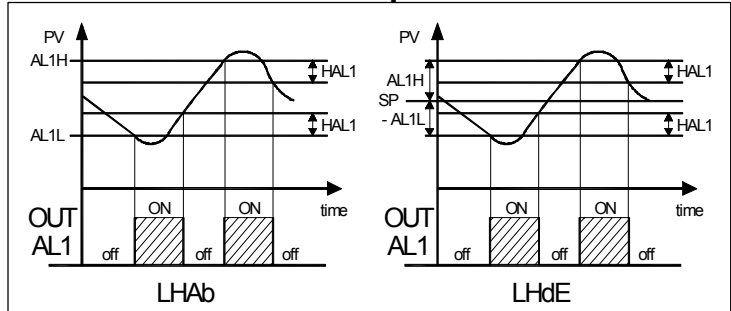 PV
AL1H
HAL1
HAL1
AL1L
time
OUT
AL1
off
ON
off
ON
off
LHAb
PV
AL1H
SP
- AL1L
HAL1
HAL1
time
OUT
AL1
off
ON
off
ON
off
LHdE